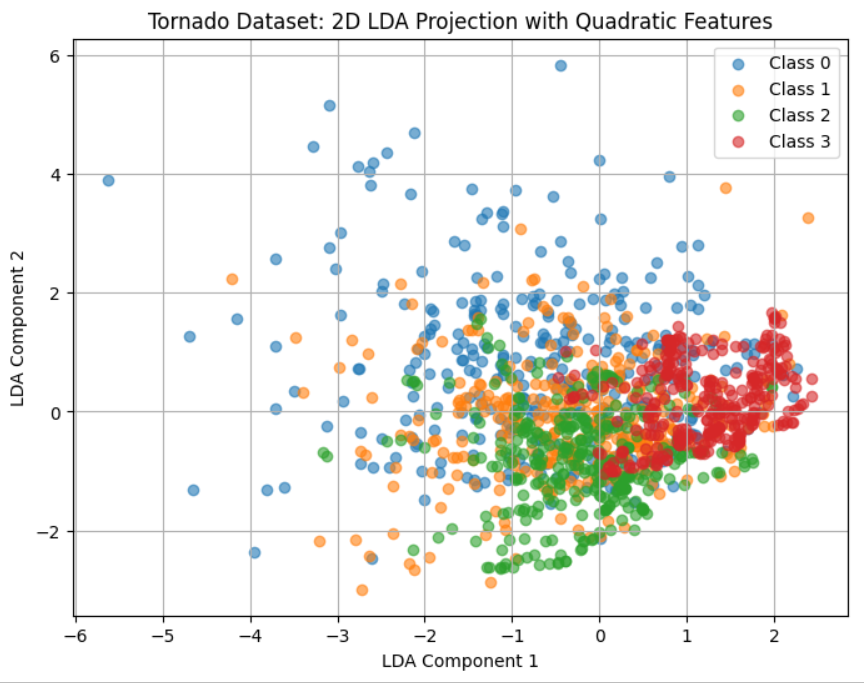 Tornado Dataset: 2D LDA Projection with Quadratic Features
6
4
2
0
−2
LDA Component 2
Class 0
Class 1
Class 2
Class 3
−6 −5 −4 −3 −2 −1 0 1 2
LDA Component 1